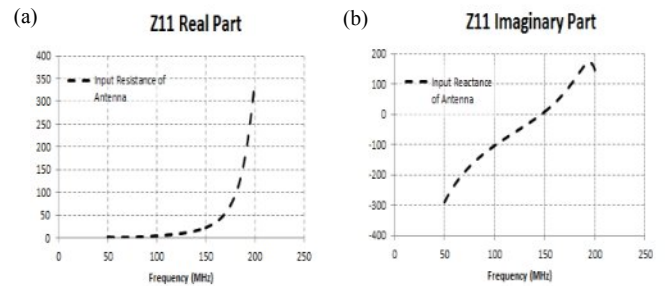 (a)
Z11 Real Part
400
350
300
250
200
150
100
50
0
Input Resistance of
Antenna
0 50 100 150 200 250
Frequency (MHz)
(b)
Z11 Imaginary Part
200
100
0
-100
-200
-300
-400
Input Reactance
of Antenna
0 50 100 150 200 250
Frequency (MHz)